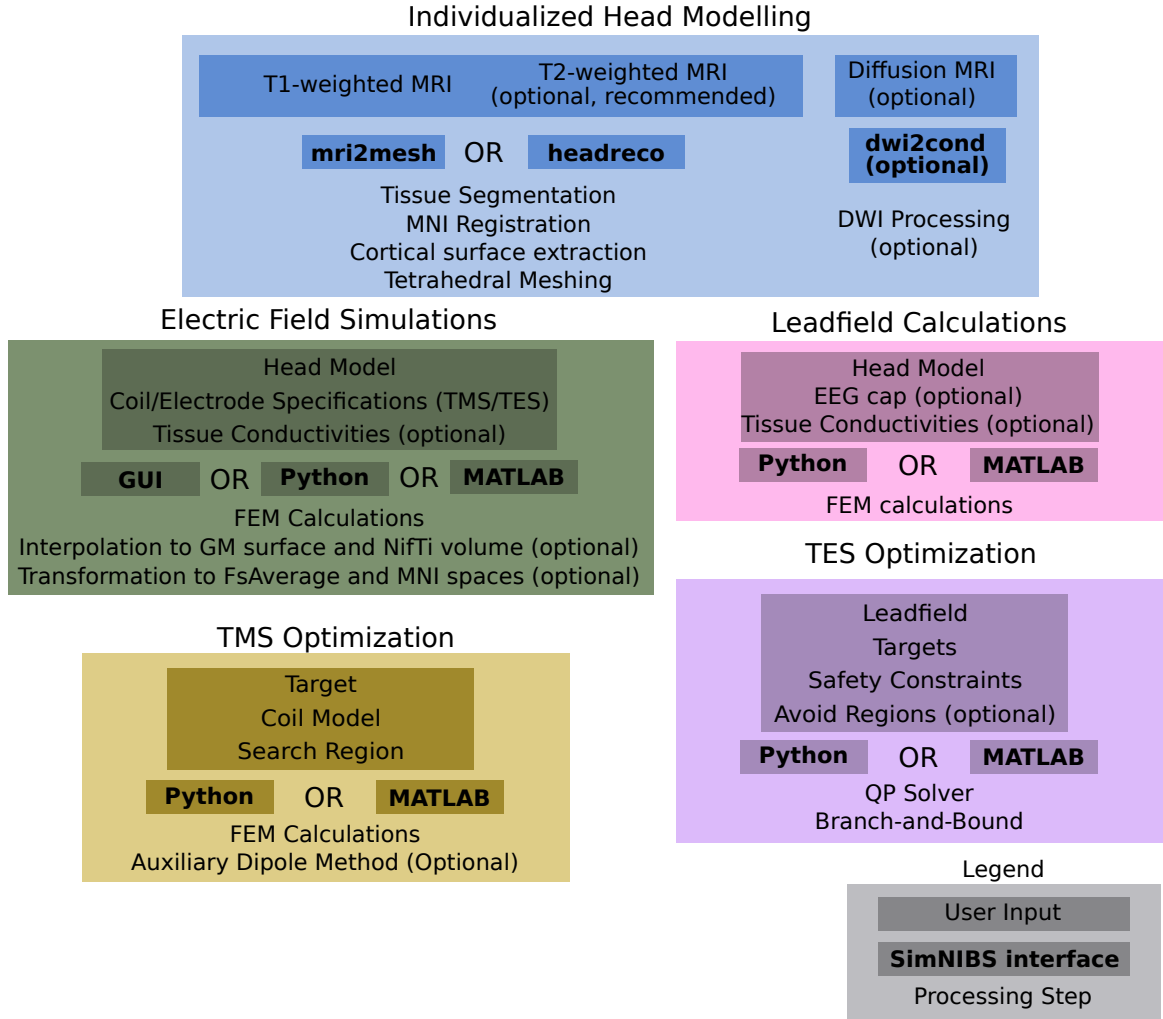 Individualized Head Modelling
T1-weighted MRI
T2-weighted MRI
(optional, recommended)
Diffusion MRI
(optional)
mri2mesh OR headreco
dwi2cond
(optional)
Tissue Segmentation
MNI Registration
Cortical surface extraction
Tetrahedral Meshing
DWI Processing
(optional)
Electric Field Simulations
Head Model
Coil/Electrode Specifications (TMS/TES)
Tissue Conductivities (optional)
GUI OR Python OR MATLAB
FEM Calculations
Interpolation to GM surface and NifTi volume (optional)
Transformation to FsAverage and MNI spaces (optional)
Leadfield Calculations
Head Model
EEG cap (optional)
Tissue Conductivities (optional)
Python OR MATLAB
FEM calculations
TMS Optimization
Target
Coil Model
Search Region
Python OR MATLAB
FEM Calculations
Auxiliary Dipole Method (Optional)
TES Optimization
Leadfield
Targets
Safety Constraints
Avoid Regions (optional)
Python OR MATLAB
QP Solver
Branch-and-Bound
Legend
User Input
SimNIBS interface
Processing Step